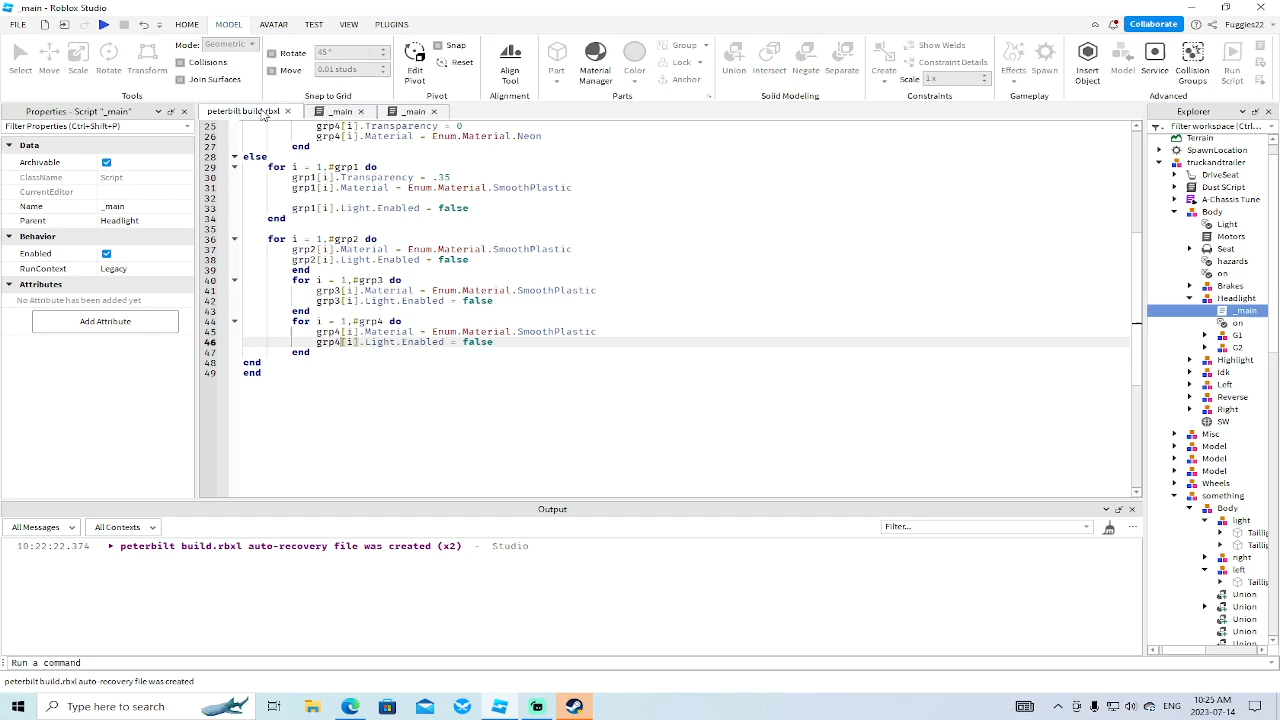 _main - Roblox Studio
FILE HOME MODEL AVATAR TEST VIEW PLUGINS Collaborate Fuggles22
Mode: Geometric Collisions Join Surfaces
Select Move Scale Rotate Transform
Tools
Rotate 45°
Move 0.01 studs
Snap to Grid
Edit Pivot Snap Reset
Pivot
Align Tool
Alignment
Part Material Manager Color Group Lock Anchor
Parts
Union Intersect Negate Separate
Solid Modeling
Create Show Welds Constraint Details Scale 1 x
Constraints
Effects Spawn
Gameplay
Insert Object Model Service Collision Groups Run Script
Advanced
Properties - Script "_main"
Filter Properties (Ctrl+Shift+P)
Data
Archivable
ClassName Script
CurrentEditor
Name _main
Parent Headlight
Behavior
Enabled
RunContext Legacy
Attributes
No Attribute has been added yet
Add Attribute
peterbilt build.rbxl _main _main
25 grp4[i].Transparency = 0
26 grp4[i].Material = Enum.Material.Neon
27 end
28 else
29 for i = 1,#grp1 do
30 grp1[i].Transparency = .35
31 grp1[i].Material = Enum.Material.SmoothPlastic
32
33 grp1[i].Light.Enabled = false
34 end
35
36 for i = 1,#grp2 do
37 grp2[i].Material = Enum.Material.SmoothPlastic
38 grp2[i].Light.Enabled = false
39 end
40 for i = 1,#grp3 do
41 grp3[i].Material = Enum.Material.SmoothPlastic
42 grp3[i].Light.Enabled = false
43 end
44 for i = 1,#grp4 do
45 grp4[i].Material = Enum.Material.SmoothPlastic
46 grp4[i].Light.Enabled = false
47 end
48 end
49 end
Explorer
Filter workspace (Ctrl...
Terrain
SpawnLocation
truckandtrailer
DriveSeat
Dust SCript
A-Chassis Tune
Body
Light
Motors
Seat
hazards
on
Brakes
Headlight
_main
on
G1
G2
Highlight
Idk
Left
Reverse
Right
SW
Misc
Model
Model
Model
Wheels
something
Body
light
Tailli
Tailli
right
left
Tailli
Union
Union
Union
Union
Union
Output
All Messages All Contexts Filter...
10:22:22.374 peterbilt build.rbxl auto-recovery file was created (x2) - Studio
Run a command
peterbilt build.rbxl auto-recovery file was created
Type here to search
ENG 10:25 AM
2023-07-14